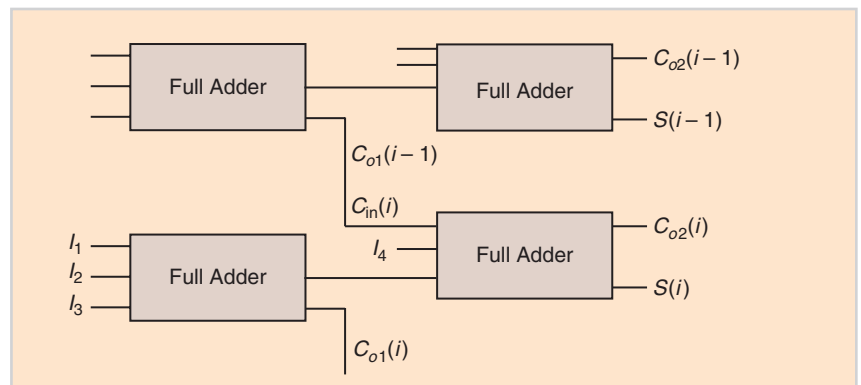 Full Adder
Full Adder
C_{o2}(i – 1)
S(i – 1)
C_{o1}(i – 1)
C_{in}(i)
I_1
I_2
I_3
Full Adder
I_4
Full Adder
C_{o2}(i)
S(i)
C_{o1}(i)